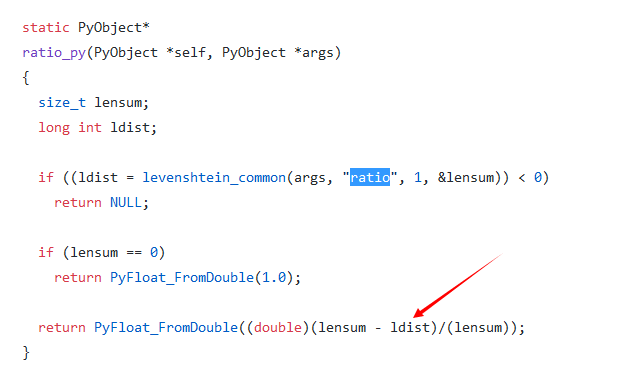 static PyObject*
ratio_py(PyObject *self, PyObject *args)
{
  size_t lensum;
  long int ldist;
  if ((ldist = levenshtein_common(args, "ratio", 1, &lensum)) < 0)
    return NULL;
  if (lensum == 0)
    return PyFloat_FromDouble(1.0);
  return PyFloat_FromDouble((double)(lensum - ldist)/(lensum));
}